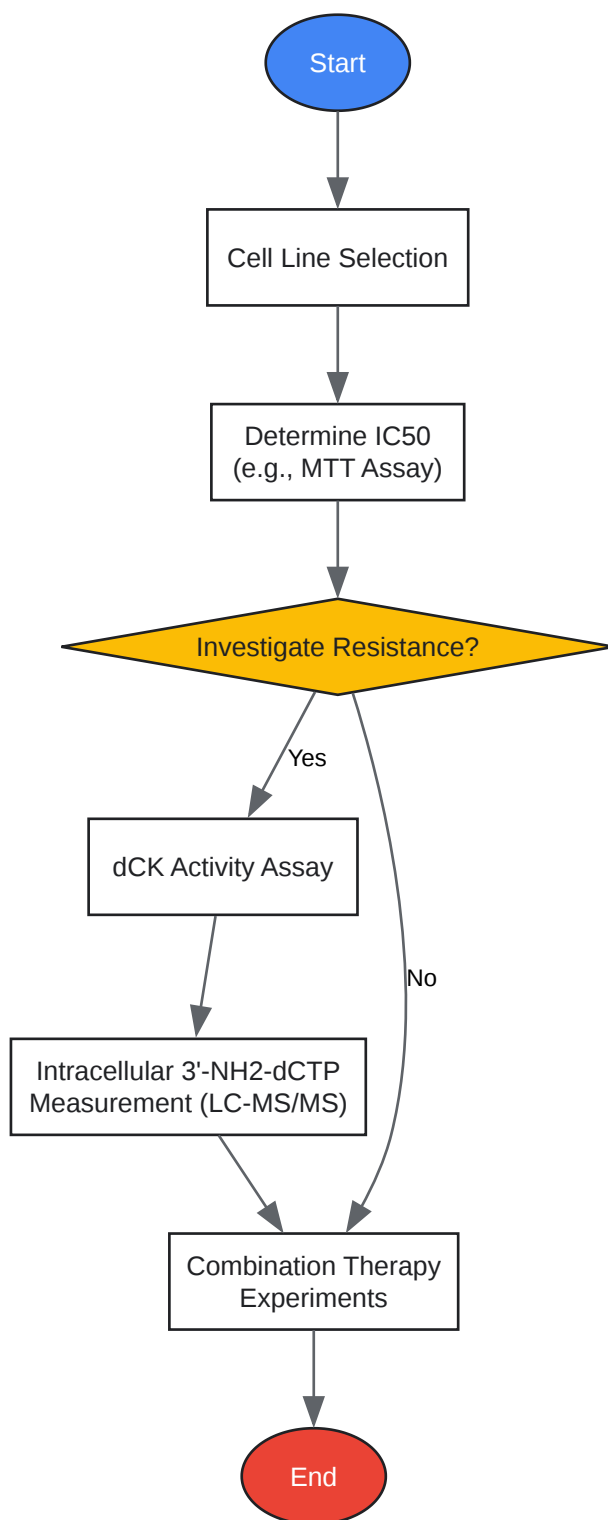 Start
Cell Line Selection
Determine IC50
(e.g., MTT Assay)
Investigate Resistance?
Yes
dCK Activity Assay
No
Intracellular 3'-NH2-dCTP
Measurement (LC-MS/MS)
Combination Therapy
Experiments
End